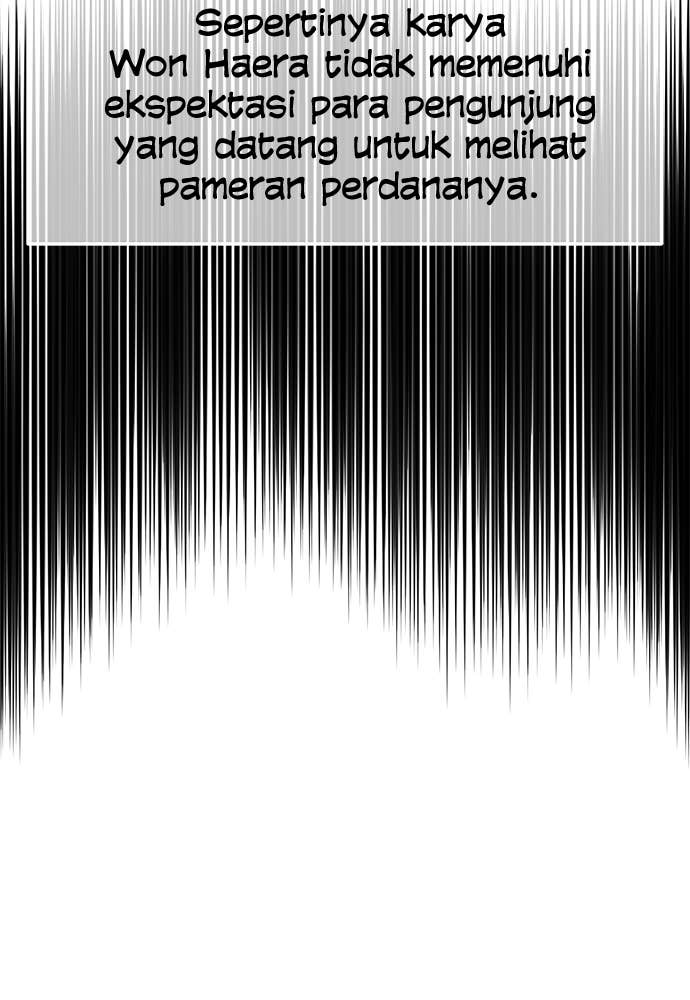 Sepertinya karya
Won Haera tidak memenuhi
ekspektasi para pengunjung
yang datang untuk melihat
pameran perdananya.